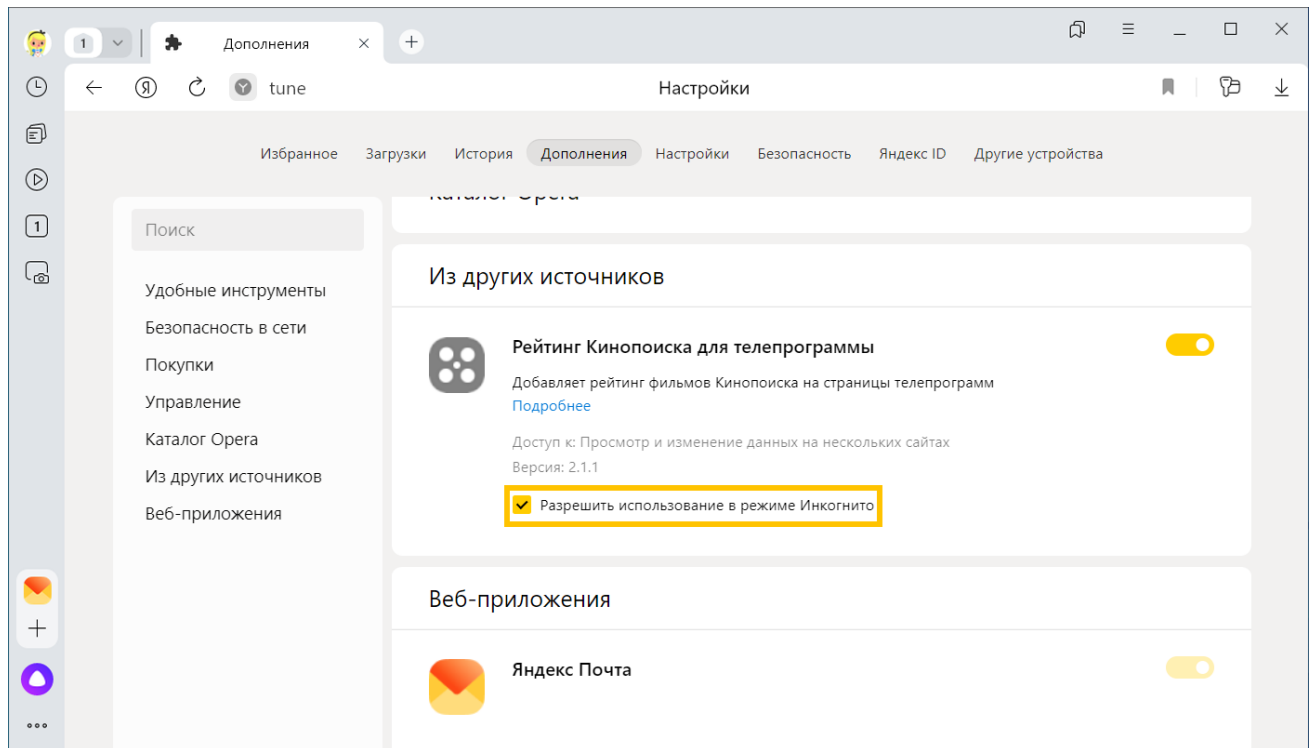 1
Дополнения
tune
Настройки
Избранное Загрузки История Дополнения Настройки Безопасность Яндекс ID Другие устройства
1
Поиск
Удобные инструменты
Безопасность в сети
Покупки
Управление
Каталог Opera
Из других источников
Веб-приложения
Каталог Opera
Из других источников
Рейтинг Кинопоиска для телепрограммы
Добавляет рейтинг фильмов Кинопоиска на страницы телепрограмм
Подробнее
Доступ к: Просмотр и изменение данных на нескольких сайтах
Версия: 2.1.1
Разрешить использование в режиме Инкогнито
Веб-приложения
Яндекс Почта